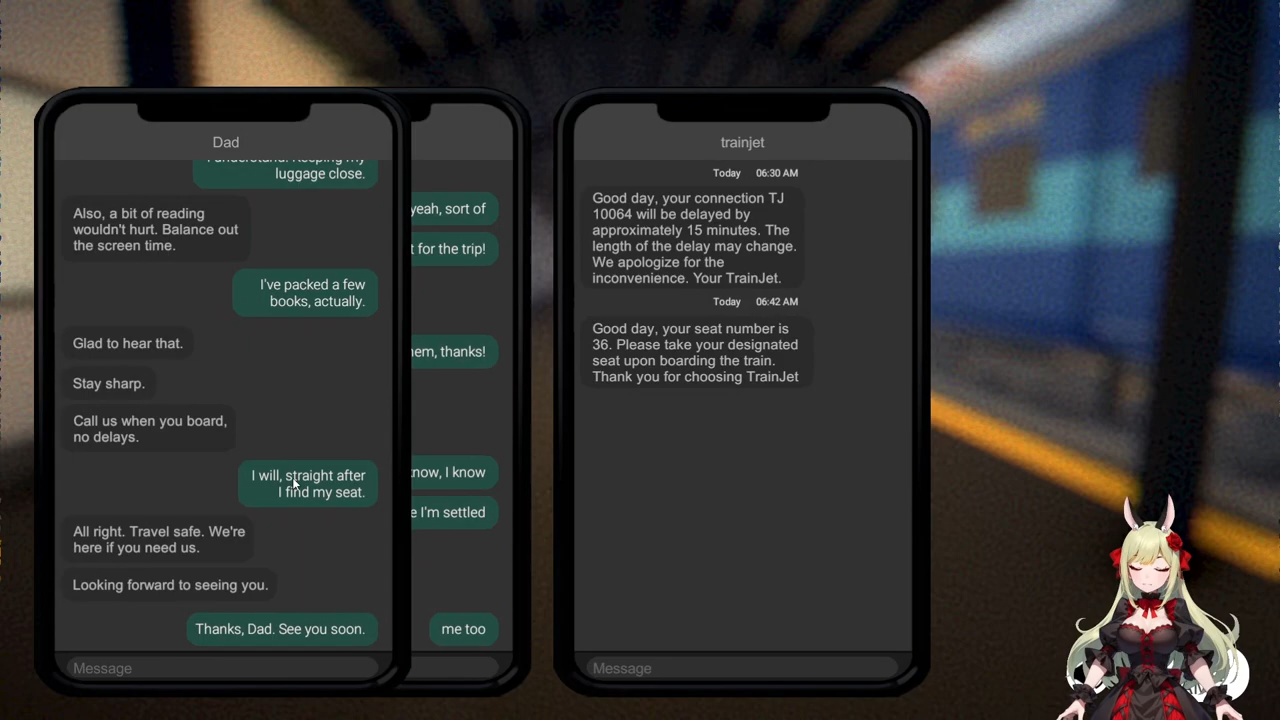 Dad
I understand. Keeping my
luggage close.
Also, a bit of reading
wouldn't hurt. Balance out
the screen time.
I've packed a few
books, actually.
Glad to hear that.
Stay sharp.
Call us when you board,
no delays.
I will, straight after
I find my seat.
All right. Travel safe. We're
here if you need us.
Looking forward to seeing you.
Thanks, Dad. See you soon.
Message
yeah, sort of
t for the trip!
hem, thanks!
know, I know
e I'm settled
me too
trainjet
Today 06:30 AM
Good day, your connection TJ
10064 will be delayed by
approximately 15 minutes. The
length of the delay may change.
We apologize for the
inconvenience. Your TrainJet.
Today 06:42 AM
Good day, your seat number is
36. Please take your designated
seat upon boarding the train.
Thank you for choosing TrainJet
Message